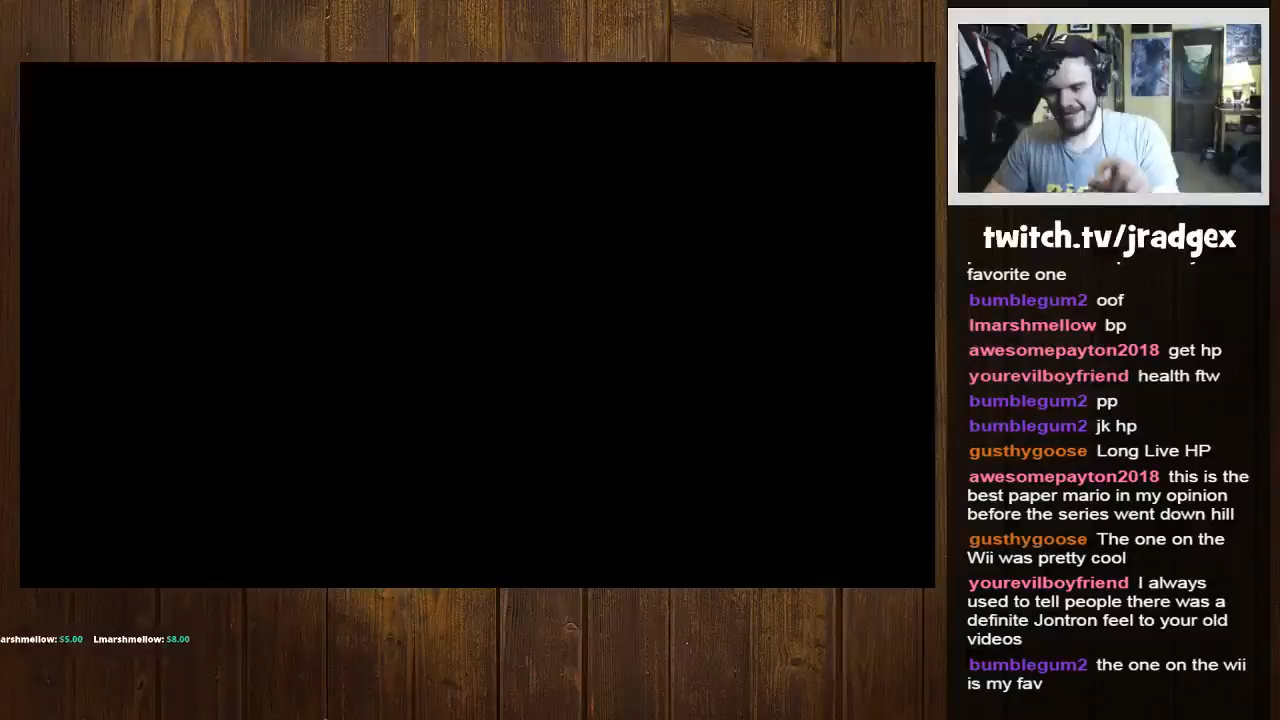 twitch.tv/jradgex
favorite one
bumblegum2 oof
lmarshmellow bp
awesomepayton2018 get hp
yourevilboyfriend health ftw
bumblegum2 pp
bumblegum2 jk hp
gusthygoose Long Live HP
awesomepayton2018 this is the
best paper mario in my opinion
before the series went down hill
gusthygoose The one on the
Wii was pretty cool
yourevilboyfriend I always
used to tell people there was a
definite Jontron feel to your old
videos
bumblegum2 the one on the wii
is my fav
arshmellow: $5.00 Lmarshmellow: $8.00